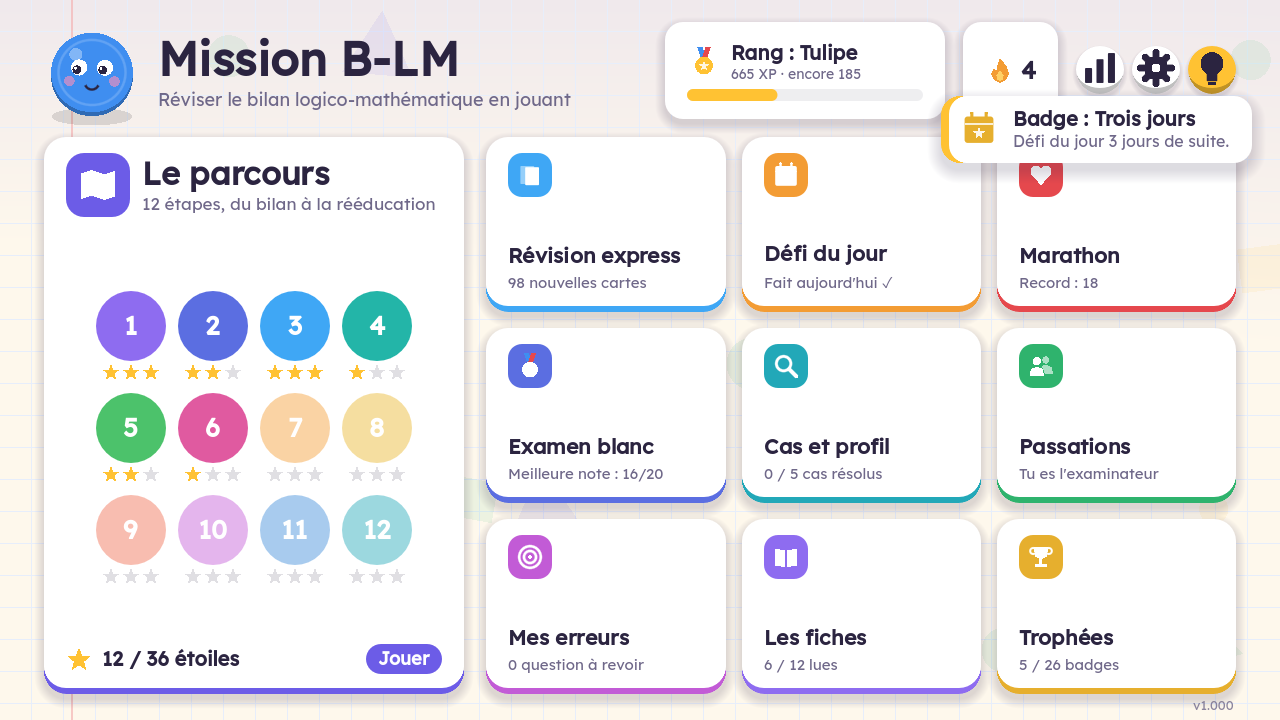 Mission B-LM
Réviser le bilan logico-mathématique en jouant
Rang : Tulipe
665 XP · encore 185
4
Badge : Trois jours
Défi du jour 3 jours de suite.
Le parcours
12 étapes, du bilan à la rééducation
1 2 3 4
5 6 7 8
9 10 11 12
12 / 36 étoiles
Jouer
Révision express
98 nouvelles cartes
Défi du jour
Fait aujourd'hui ✓
Marathon
Record : 18
Examen blanc
Meilleure note : 16/20
Cas et profil
0 / 5 cas résolus
Passations
Tu es l'examinateur
Mes erreurs
0 question à revoir
Les fiches
6 / 12 lues
Trophées
5 / 26 badges
v1.000